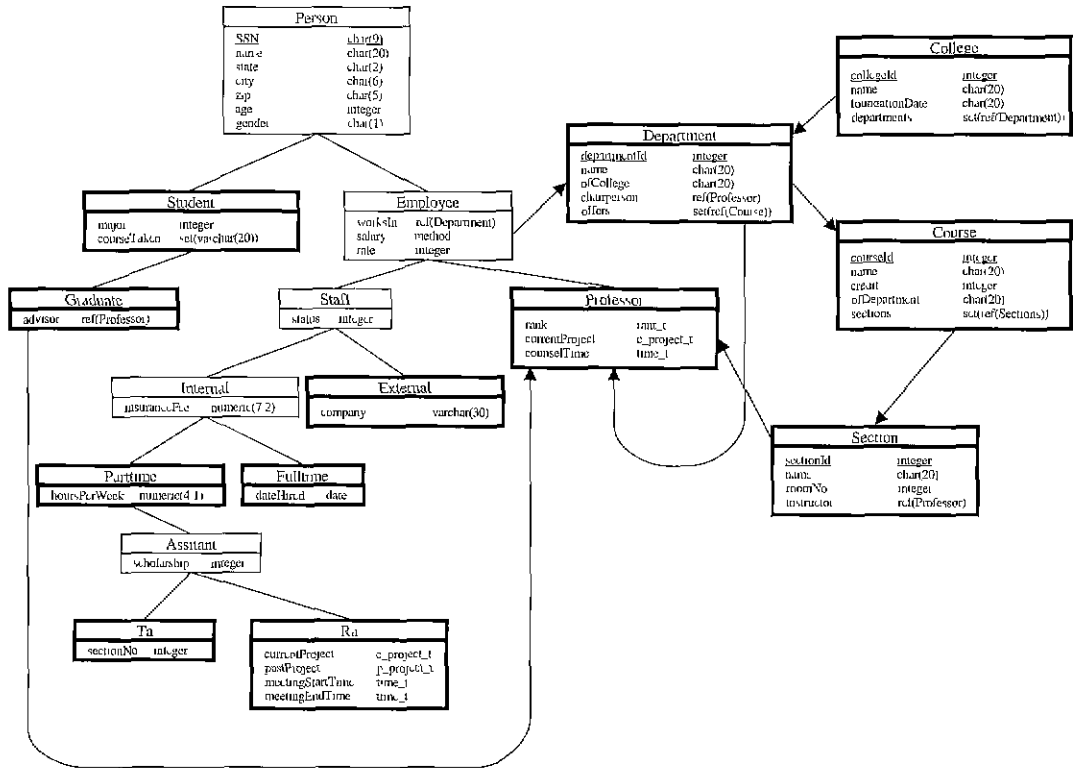 Person
SSN char(9)
name char(20)
state char(2)
city char(6)
zip char(5)
age integer
gender char(1)
College
collegeId integer
name char(20)
foundationDate char(20)
departments set(ref(Department))
Department
departmentId integer
name char(20)
ofCollege char(20)
chairperson ref(Professor)
offers set(ref(Course))
Student
major integer
courseTaken set(varchar(20))
Employee
worksIn ref(Department)
salary method
role integer
Course
courseId integer
name char(20)
credit integer
ofDepartment char(20)
sections set(ref(Sections))
Graduate
advisor ref(Professor)
Staff
status integer
Professor
rank
currentProject c_project_t
counselTime time_t
Internal
insuranceFee numeric(7,2)
External
company varchar(30)
Section
sectionId integer
name char(20)
roomNo integer
instructor ref(Professor)
Parttime
hoursPerWeek numeric(4,1)
Fulltime
dateHired date
Assitant
scholarship integer
Ta
sectionNo integer
Ra
currentProject c_project_t
pastProject p_project_t
meetingStartTime time_t
meetingEndTime time_t